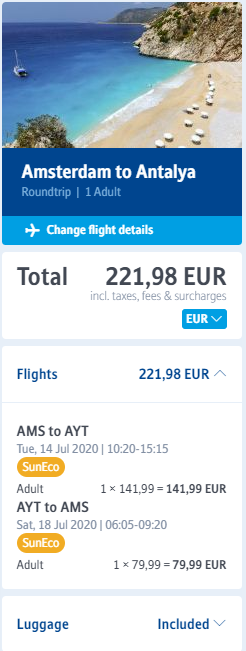 Amsterdam to Antalya
Roundtrip | 1 Adult
Change flight details
Total 221,98 EUR
incl. taxes, fees & surcharges
EUR
Flights 221,98 EUR
AMS to AYT
Tue, 14 Jul 2020 | 10:20-15:15
SunEco
Adult 1 × 141,99 = 141,99 EUR
AYT to AMS
Sat, 18 Jul 2020 | 06:05-09:20
SunEco
Adult 1 × 79,99 = 79,99 EUR
Luggage Included